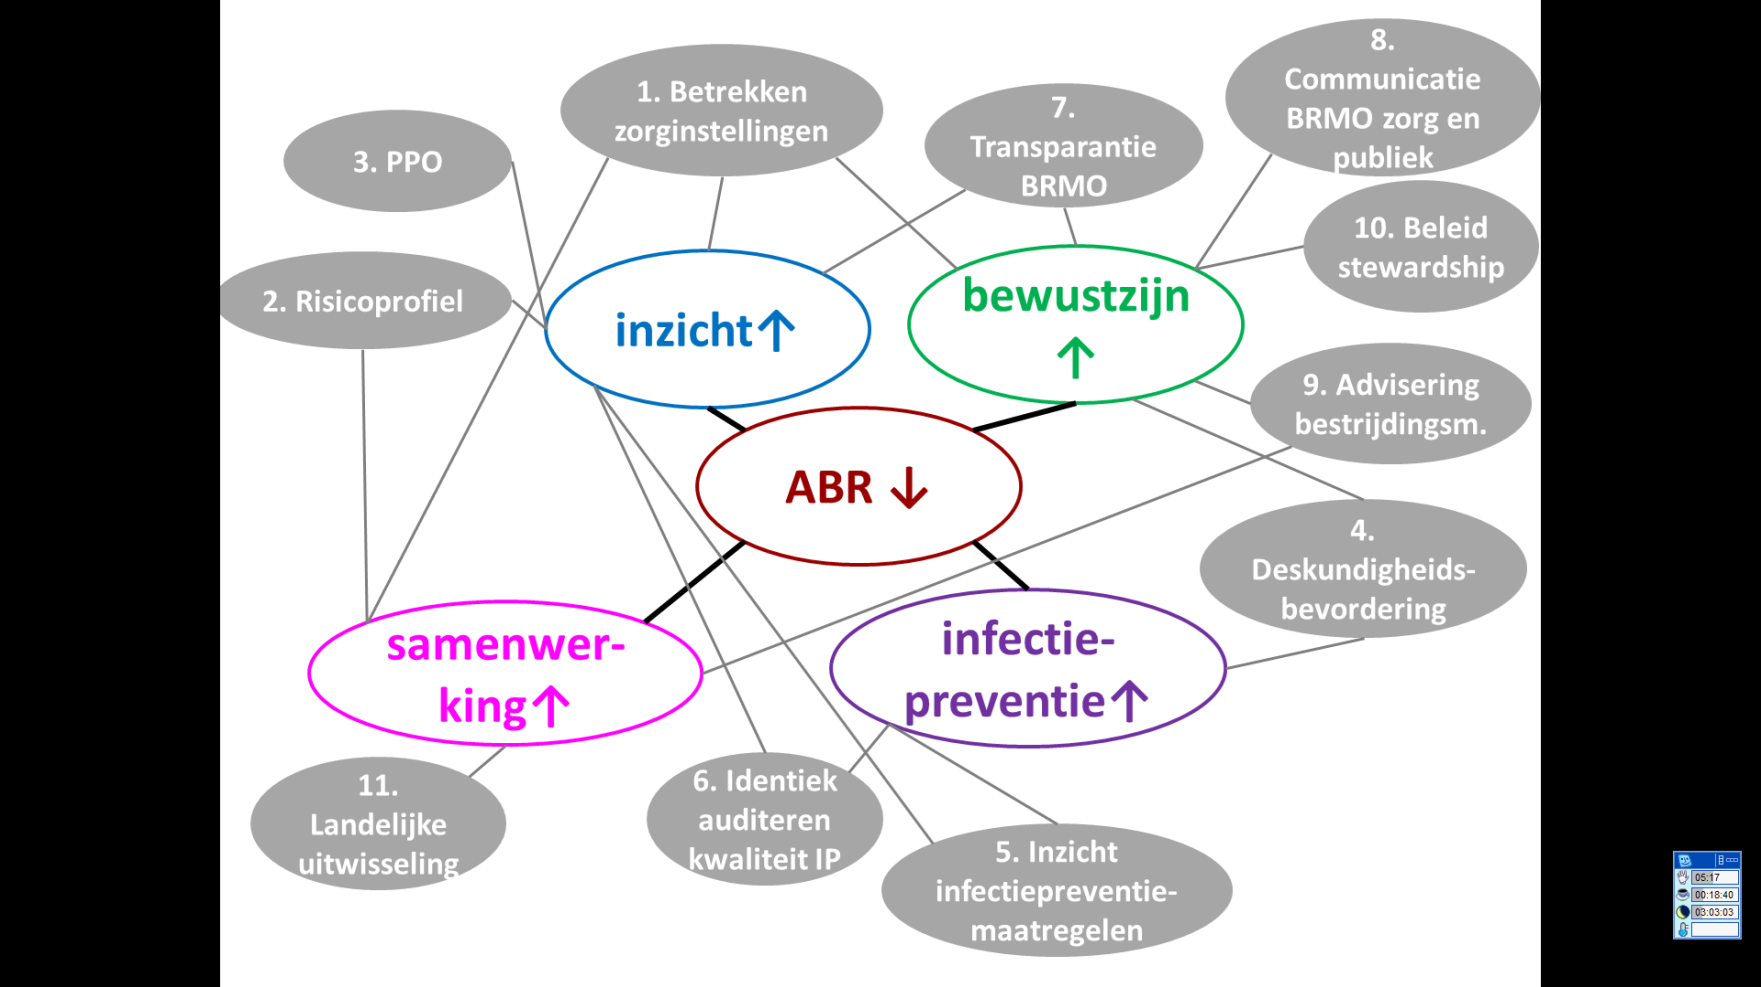 8.
Communicatie
BRMO zorg en
publiek
1. Betrekken
zorginstellingen
7.
Transparantie
BRMO
3. PPO
10. Beleid
stewardship
2. Risicoprofiel
inzicht↑
bewustzijn
↑
9. Advisering
bestrijdingsm.
ABR ↓
4.
Deskundigheids-
bevordering
samenwer-
king↑
infectie-
preventie↑
11.
Landelijke
uitwisseling
6. Identiek
auditeren
kwaliteit IP
5. Inzicht
infectiepreventie-
maatregelen
05:17
00:18:40
03:03:03